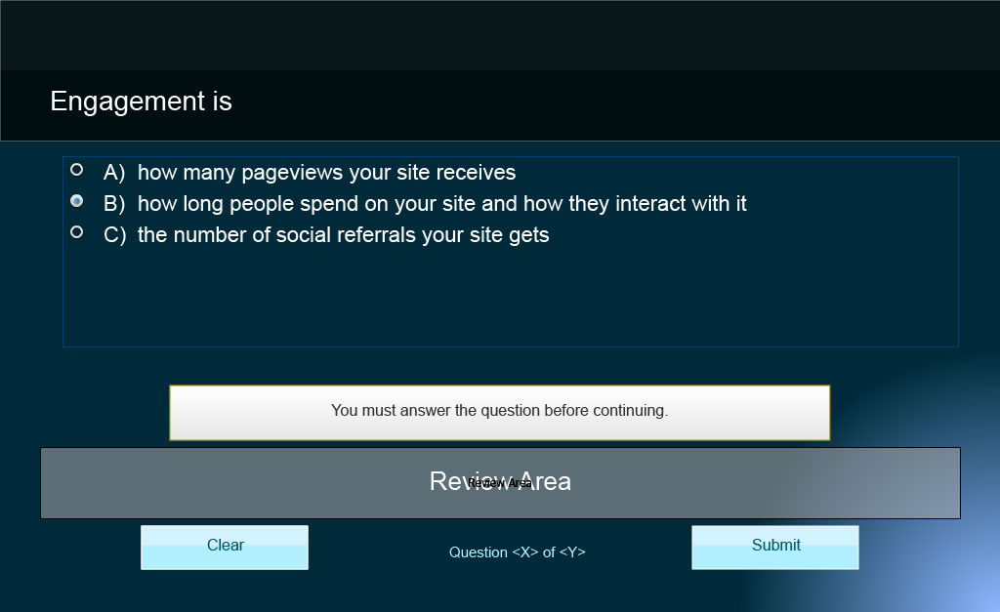 Engagement is
A) how many pageviews your site receives
B) how long people spend on your site and how they interact with it
C) the number of social referrals your site gets
You must answer the question before continuing.
Review Area
Review Area
Clear
Question <X> of <Y>
Submit